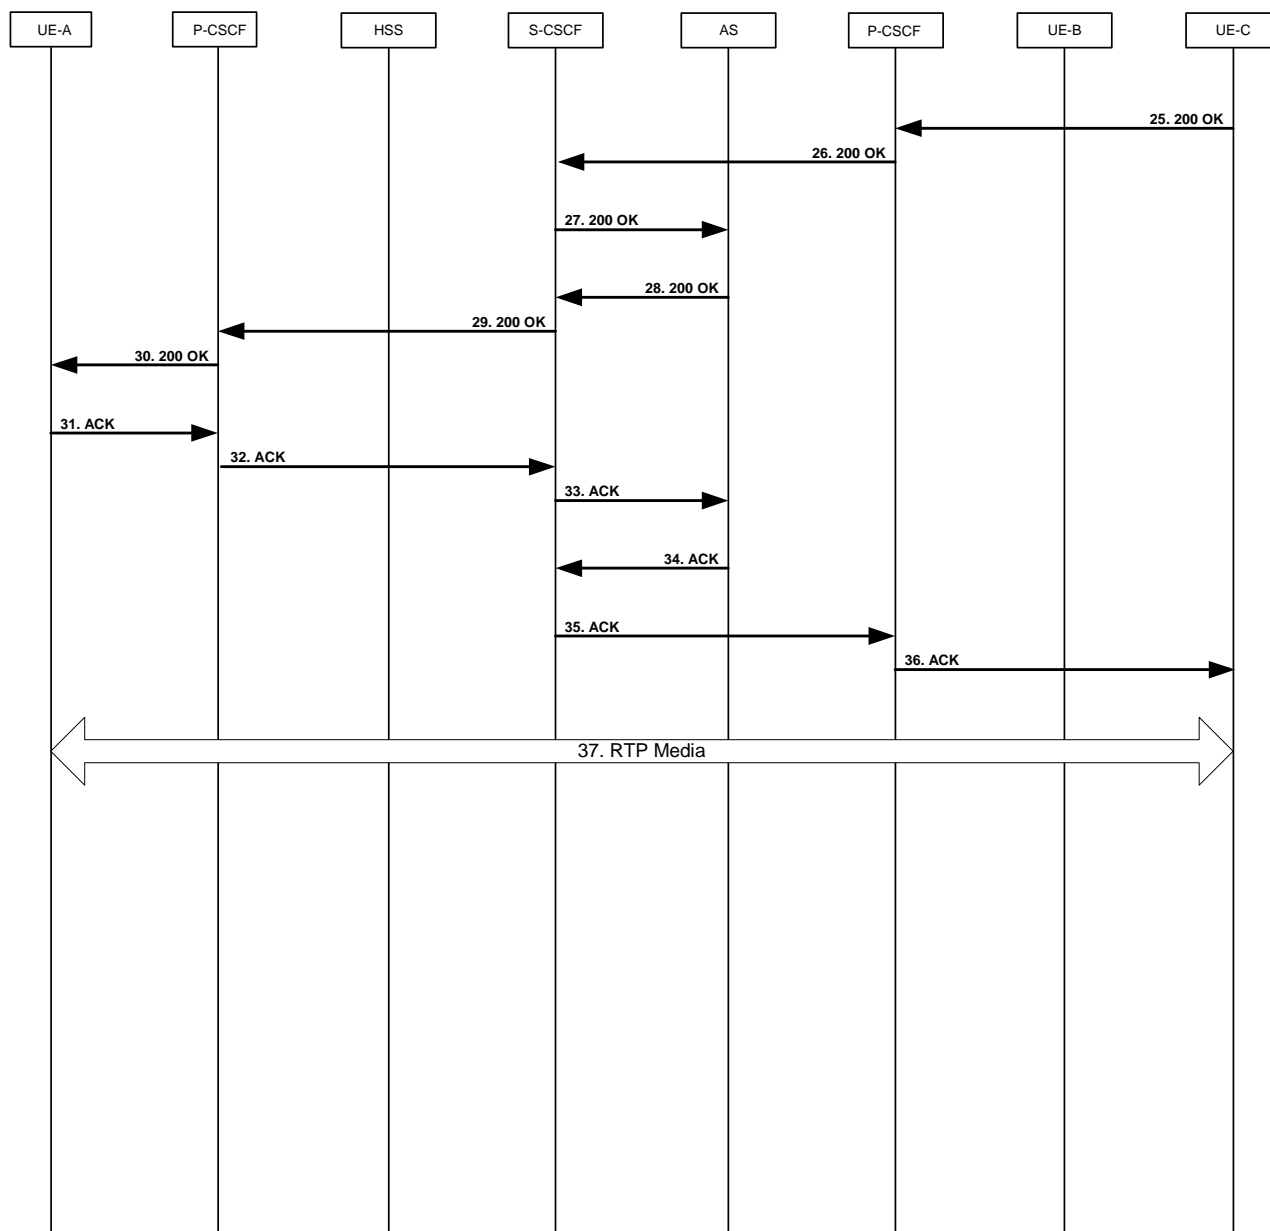 UE-A
P-CSCF
HSS
S-CSCF
AS
P-CSCF
UE-B
UE-C
25. 200 OK
26. 200 OK
27. 200 OK
28. 200 OK
29. 200 OK
30. 200 OK
31. ACK
32. ACK
33. ACK
34. ACK
35. ACK
36. ACK
37. RTP Media